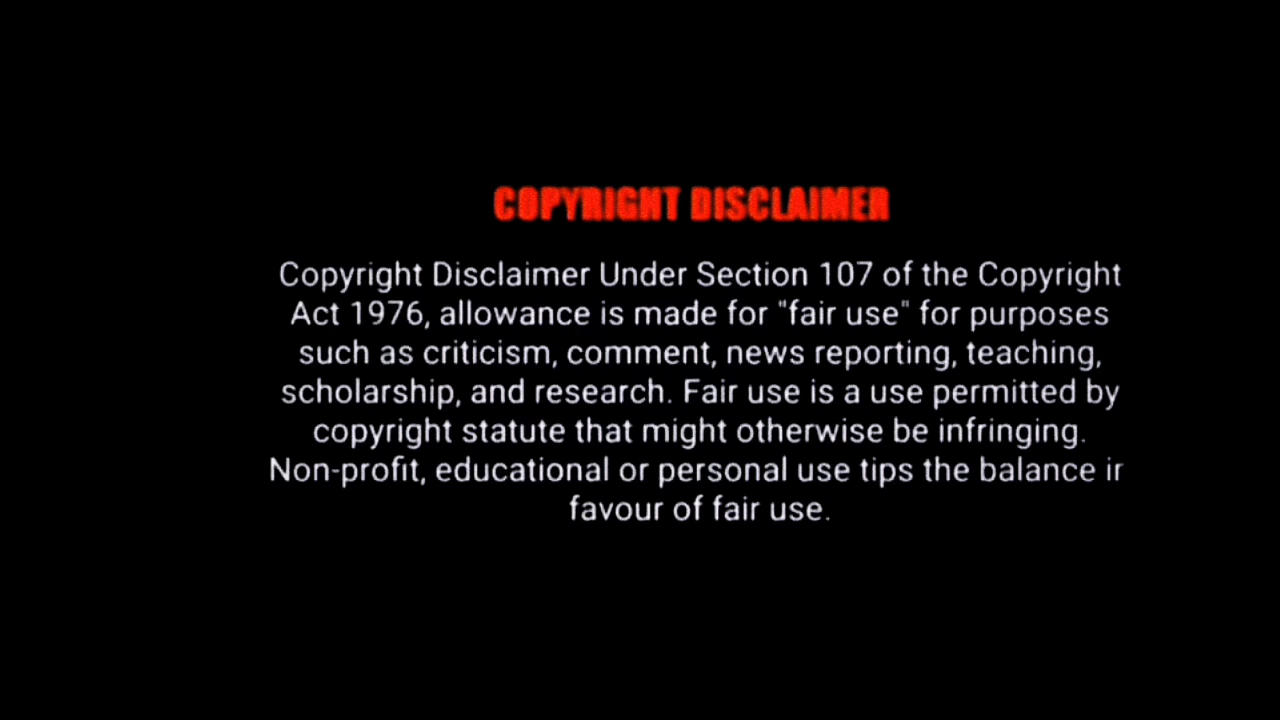 COPYRIGHT DISCLAIMER
Copyright Disclaimer Under Section 107 of the Copyright
Act 1976, allowance is made for "fair use" for purposes
such as criticism, comment, news reporting, teaching,
scholarship, and research. Fair use is a use permitted by
copyright statute that might otherwise be infringing.
Non-profit, educational or personal use tips the balance ir
favour of fair use.